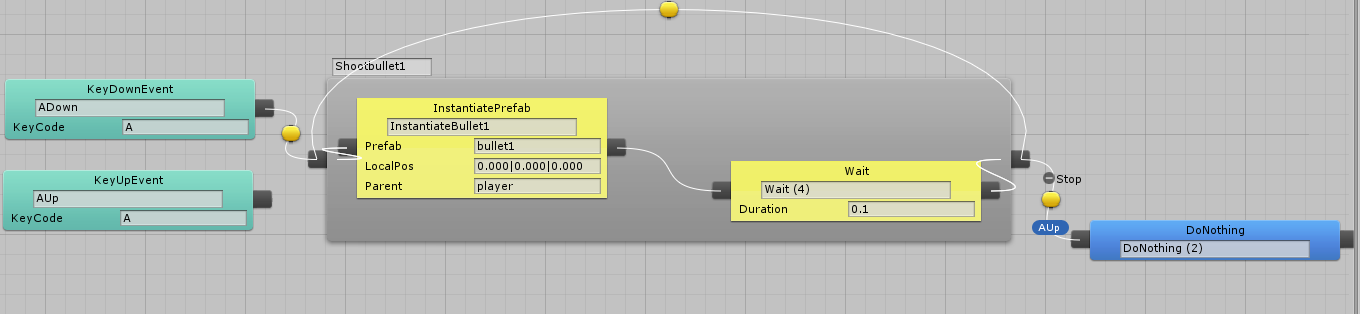 Shootbullet1
KeyDownEvent
ADown
KeyCode A
KeyUpEvent
AUp
KeyCode A
InstantiatePrefab
InstantiateBullet1
Prefab bullet1
LocalPos 0.000|0.000|0.000
Parent player
Wait
Wait (4)
Duration 0.1
Stop
AUp
DoNothing
DoNothing (2)